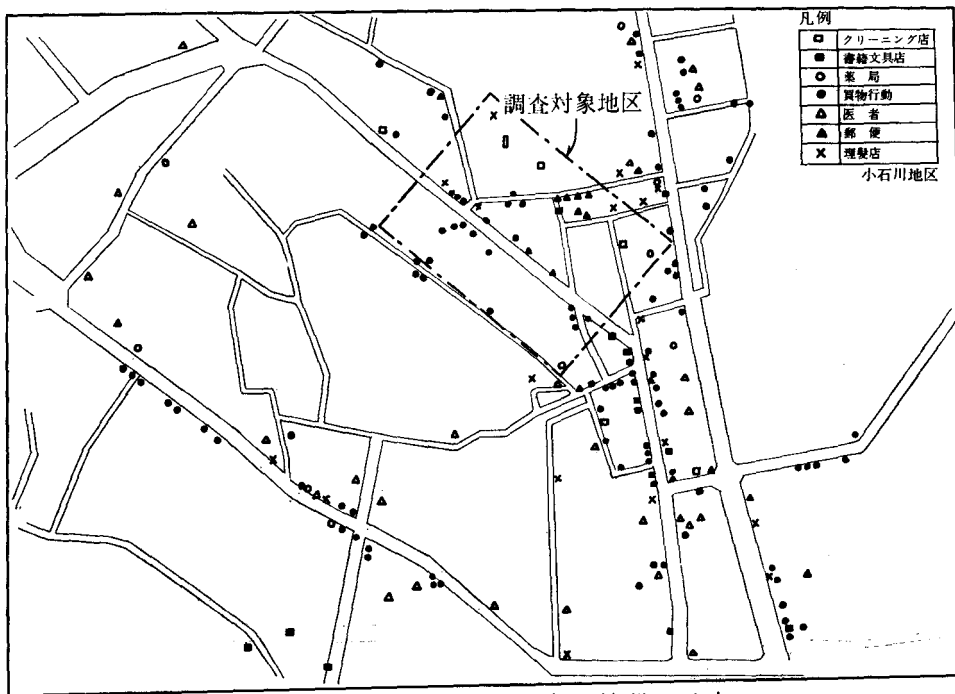 凡例
クリーニング店
書籍文具店
薬局
買物行動
医者
郵便
理髪店
小石川地区
調査対象地区